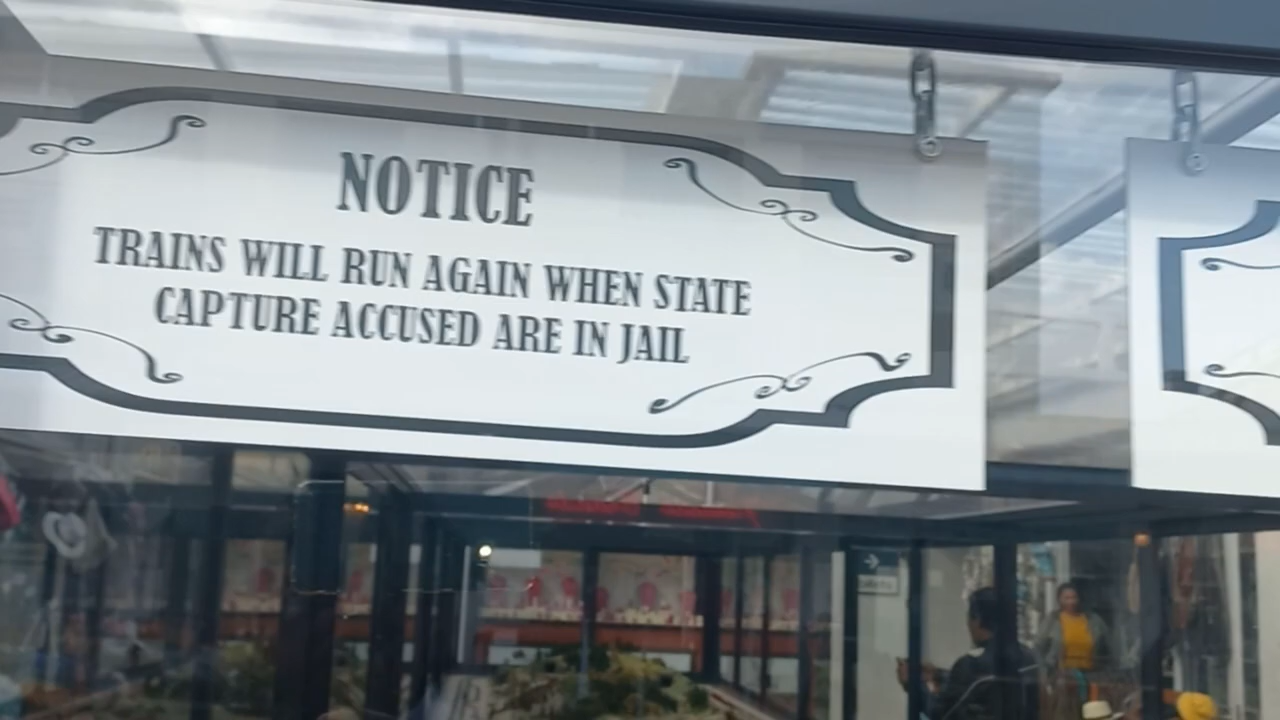 NOTICE
TRAINS WILL RUN AGAIN WHEN STATE
CAPTURE ACCUSED ARE IN JAIL